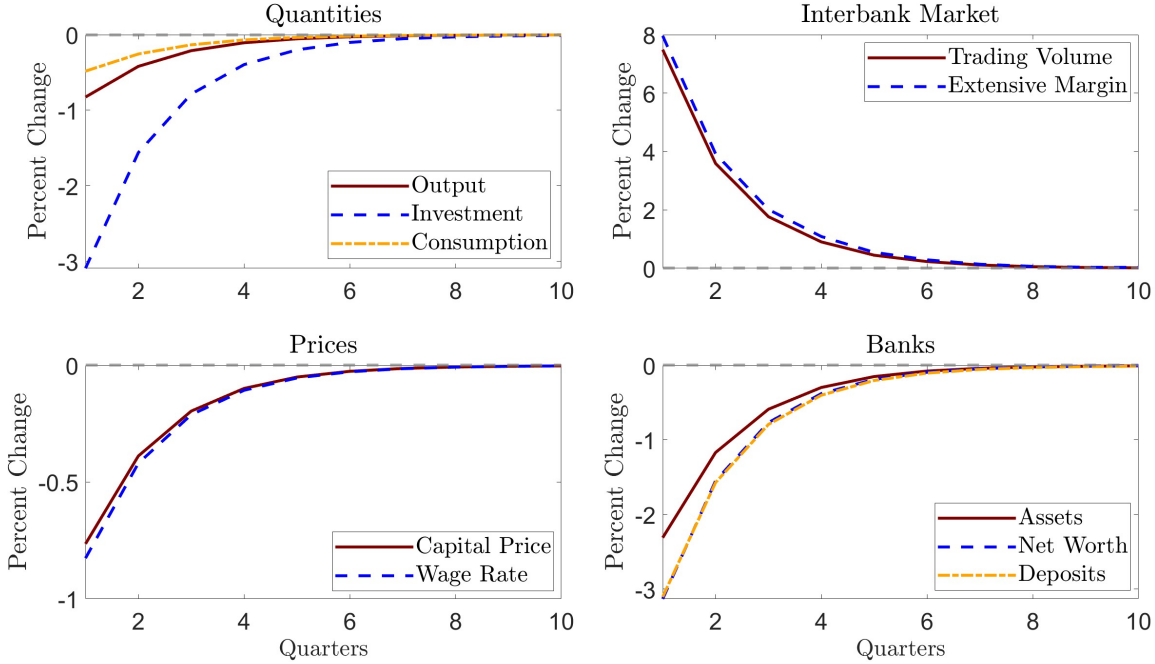 Quantities
0
-1
-2
-3
Percent Change
Output
Investment
Consumption
2
4
6
8
10
Interbank Market
8
6
4
2
0
Percent Change
Trading Volume
Extensive Margin
2
4
6
8
10
Prices
0
-0.5
-1
Percent Change
Capital Price
Wage Rate
2
4
6
8
10
Quarters
Banks
0
-1
-2
-3
Percent Change
Assets
Net Worth
Deposits
2
4
6
8
10
Quarters